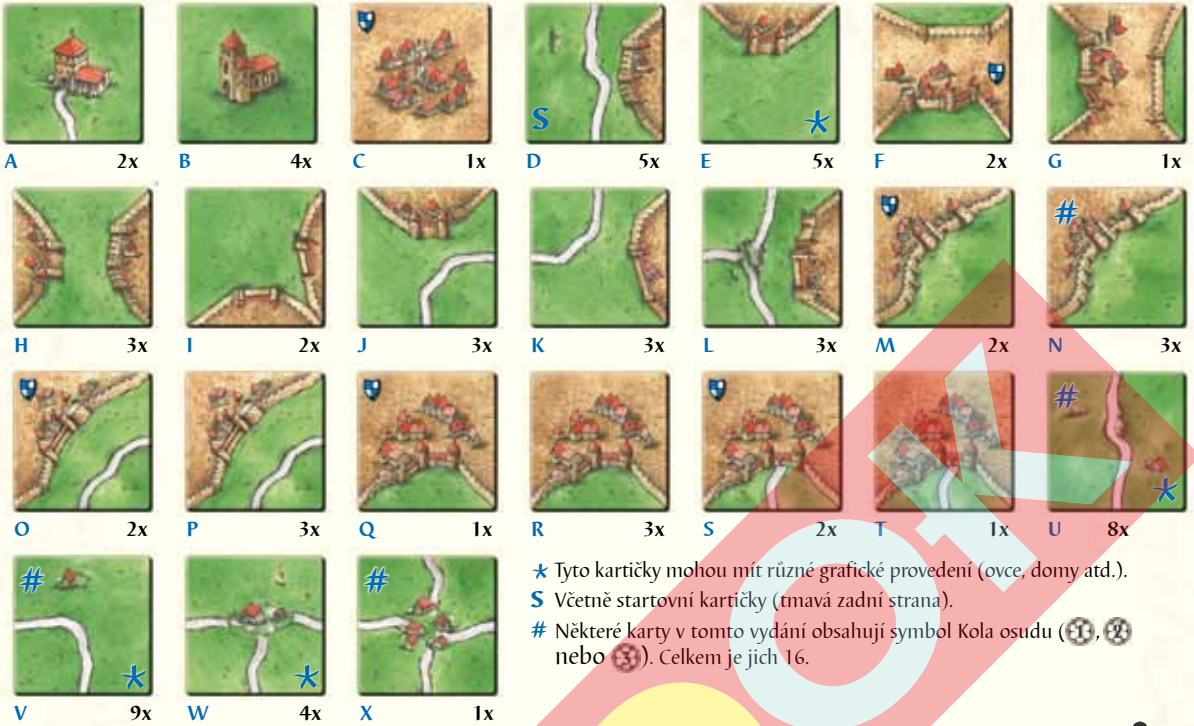 S
*
A 2x B 4x C 1x D 5x E 5x F 2x G 1x
#
H 3x I 2x J 3x K 3x L 3x M 2x N 3x
#
*
O 2x P 3x Q 1x R 3x S 2x T 1x U 8x
# * * #
V 9x W 4x X 1x
* Tyto kartičky mohou mít různé grafické provedení (ovce, domy atd.).
S Včetně startovní kartičky (tmavá zadní strana).
# Některé karty v tomto vydání obsahují symbol Kola osudu (1, 2
nebo 3). Celkem je jich 16.
OK